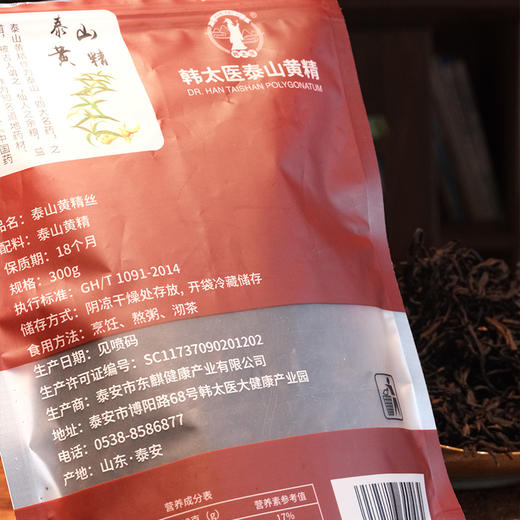 韩太医泰山黄精
DR. HAN TAISHAN POLYGONATUM
泰山
黄精
品名：泰山黄精丝
配料：泰山黄精
保质期：18个月
规格：300g
执行标准：GH/T 1091-2014
储存方式：阴凉干燥处存放，开袋冷藏储存
食用方法：烹饪、熬粥、沏茶
生产日期：见喷码
生产许可证编号：SC11737090201202
生产商：泰安市东麒健康产业有限公司
地址：泰安市博阳路68号韩太医大健康产业园
电话：0538-8586877
产地：山东·泰安
营养成分表
营养素参考值
17%